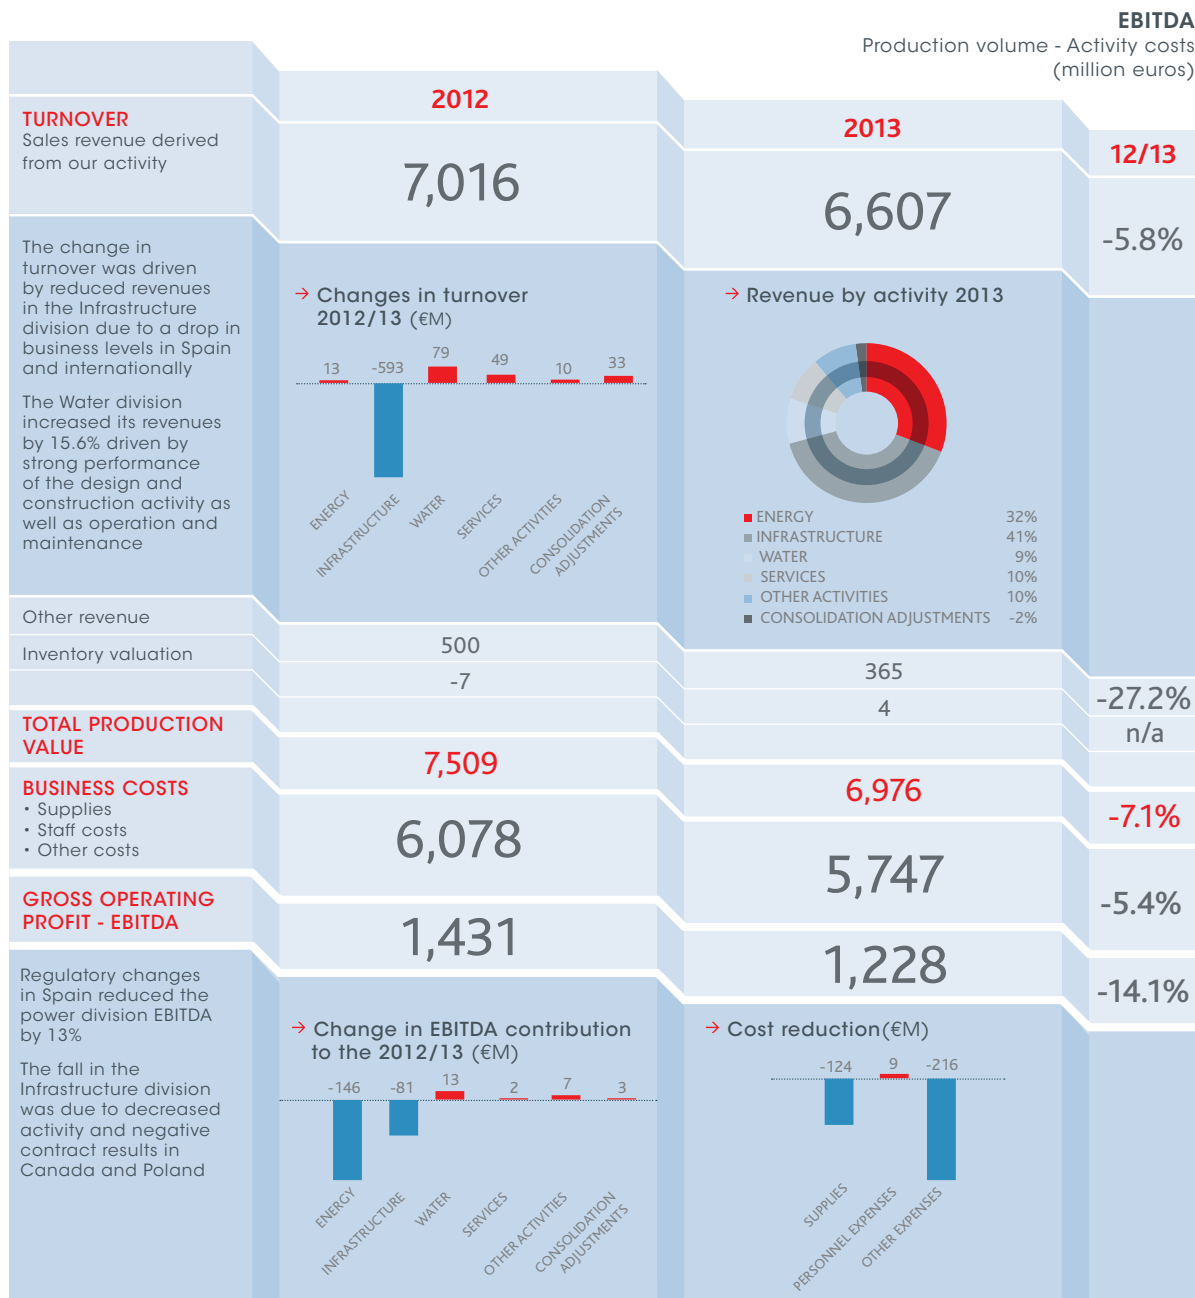 EBITDA
Production volume - Activity costs
(million euros)
2012
2013
12/13
TURNOVER
Sales revenue derived
from our activity
7,016
6,607
-5.8%
The change in
turnover was driven
by reduced revenues
in the Infrastructure
division due to a drop in
business levels in Spain
and internationally
The Water division
increased its revenues
by 15.6% driven by
strong performance
of the design and
construction activity as
well as operation and
maintenance
→ Changes in turnover
2012/13 (€M)
13
-593
79
49
10
33
ENERGY
INFRASTRUCTURE
WATER
SERVICES
OTHER ACTIVITIES
CONSOLIDATION
ADJUSTMENTS
→ Revenue by activity 2013
ENERGY 32%
INFRASTRUCTURE 41%
WATER 9%
SERVICES 10%
OTHER ACTIVITIES 10%
CONSOLIDATION ADJUSTMENTS -2%
Other revenue
500
365
-27.2%
Inventory valuation
-7
4
n/a
TOTAL PRODUCTION
VALUE
7,509
6,976
-7.1%
BUSINESS COSTS
• Supplies
• Staff costs
• Other costs
6,078
5,747
-5.4%
GROSS OPERATING
PROFIT - EBITDA
1,431
1,228
-14.1%
Regulatory changes
in Spain reduced the
power division EBITDA
by 13%
The fall in the
Infrastructure division
was due to decreased
activity and negative
contract results in
Canada and Poland
→ Change in EBITDA contribution
to the 2012/13 (€M)
-146
-81
13
2
7
3
ENERGY
INFRASTRUCTURE
WATER
SERVICES
OTHER ACTIVITIES
CONSOLIDATION
ADJUSTMENTS
→ Cost reduction(€M)
-124
9
-216
SUPPLIES
PERSONNEL EXPENSES
OTHER EXPENSES